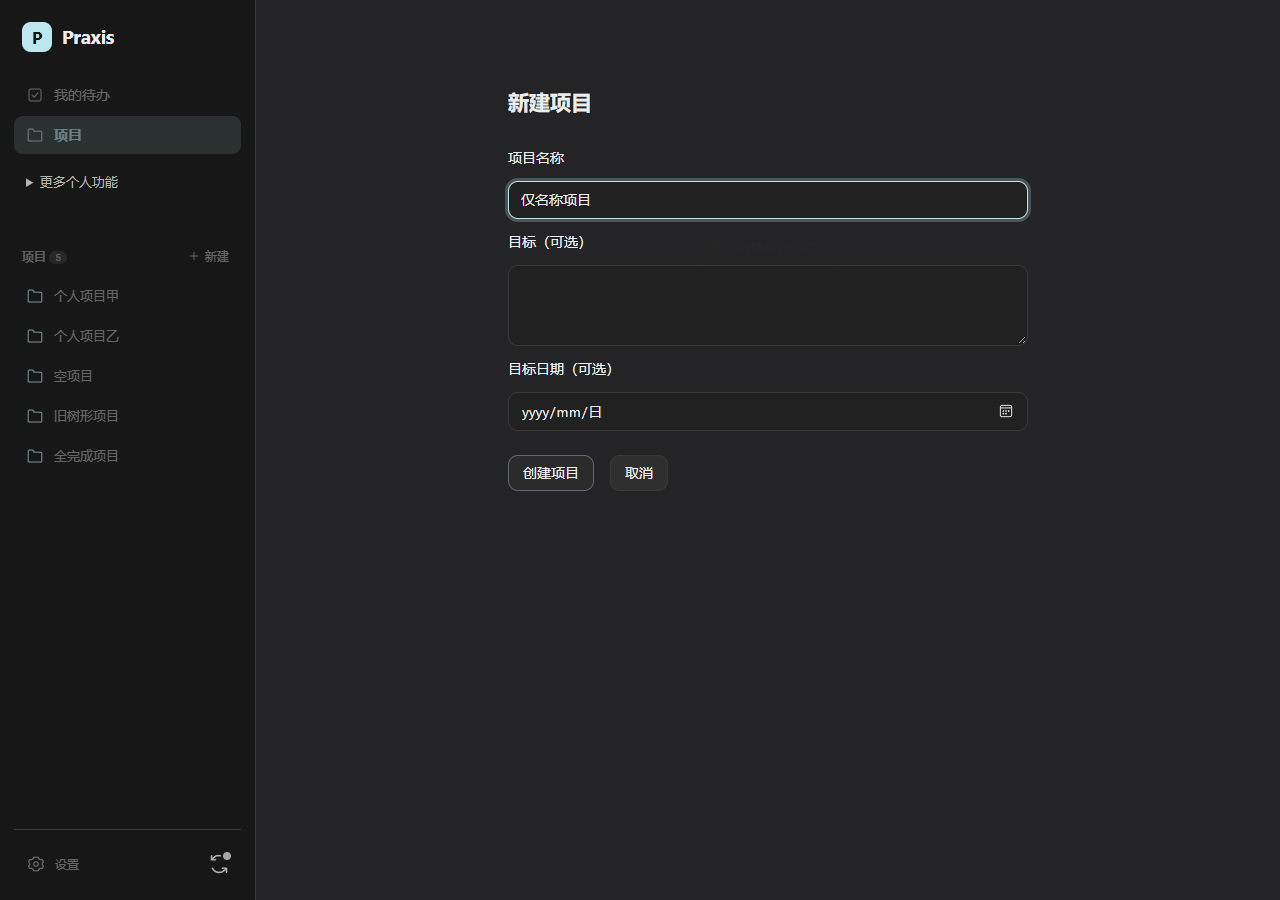 P Praxis
我的待办
项目
更多个人功能
项目 5 + 新建
个人项目甲
个人项目乙
空项目
旧树形项目
全完成项目
设置
新建项目
项目名称
仅名称项目
目标（可选）
目标日期（可选）
yyyy/mm/日
创建项目 取消